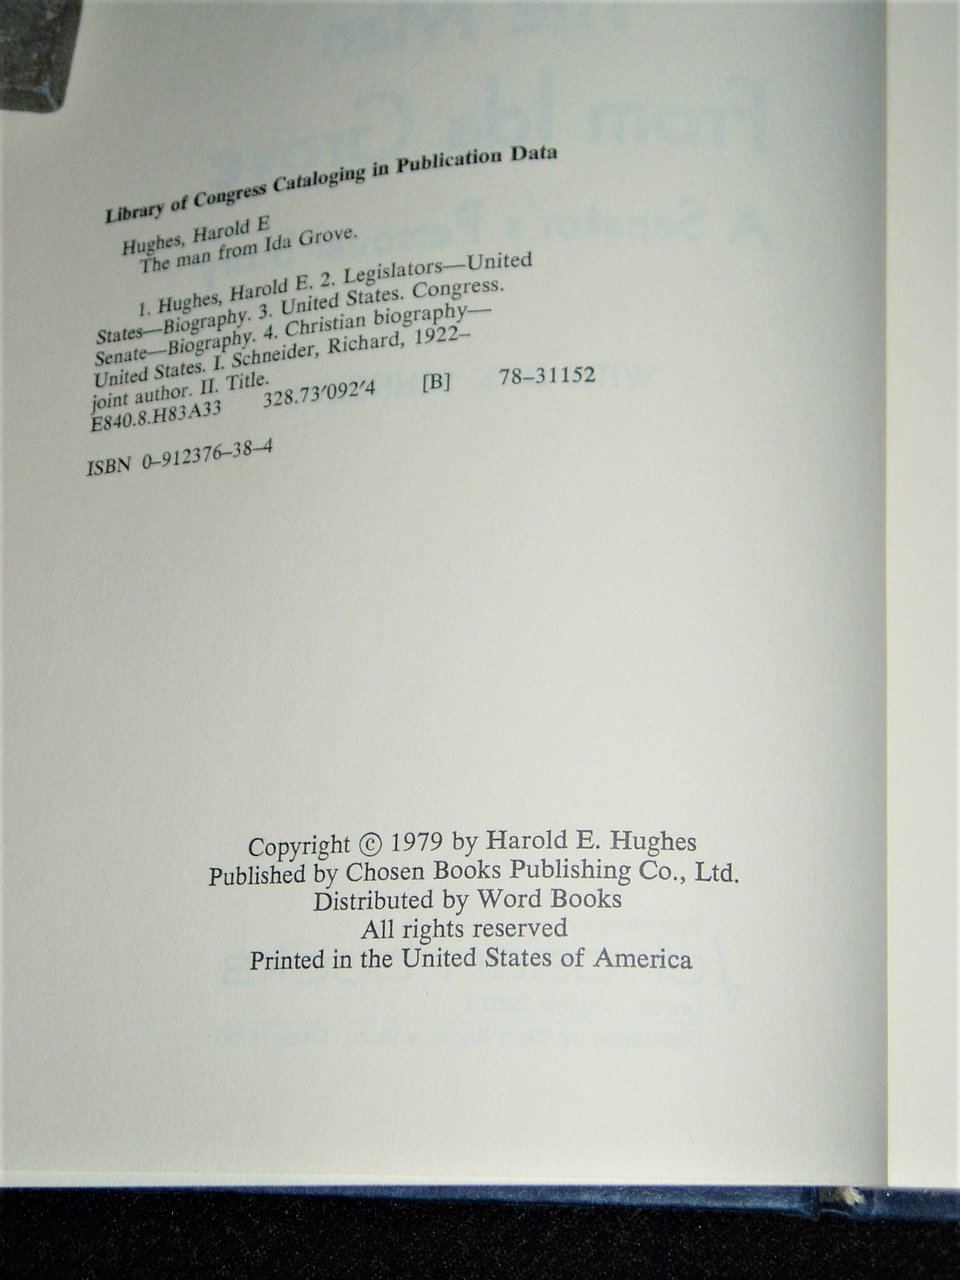 Library of Congress Cataloging in Publication Data
Hughes, Harold E
The man from Ida Grove.
1. Hughes, Harold E. 2. Legislators—United
States—Biography. 3. United States. Congress.
Senate—Biography. 4. Christian biography—
United States. I. Schneider, Richard, 1922–
joint author. II. Title.
E840.8.H83A33 328.73′092′4 [B] 78–31152
ISBN 0–912376–38–4
Copyright © 1979 by Harold E. Hughes
Published by Chosen Books Publishing Co., Ltd.
Distributed by Word Books
All rights reserved
Printed in the United States of America